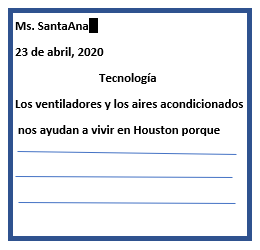 Ms. SantaAna
23 de abril, 2020
Tecnología
Los ventiladores y los aires acondicionados
nos ayudan a vivir en Houston porque